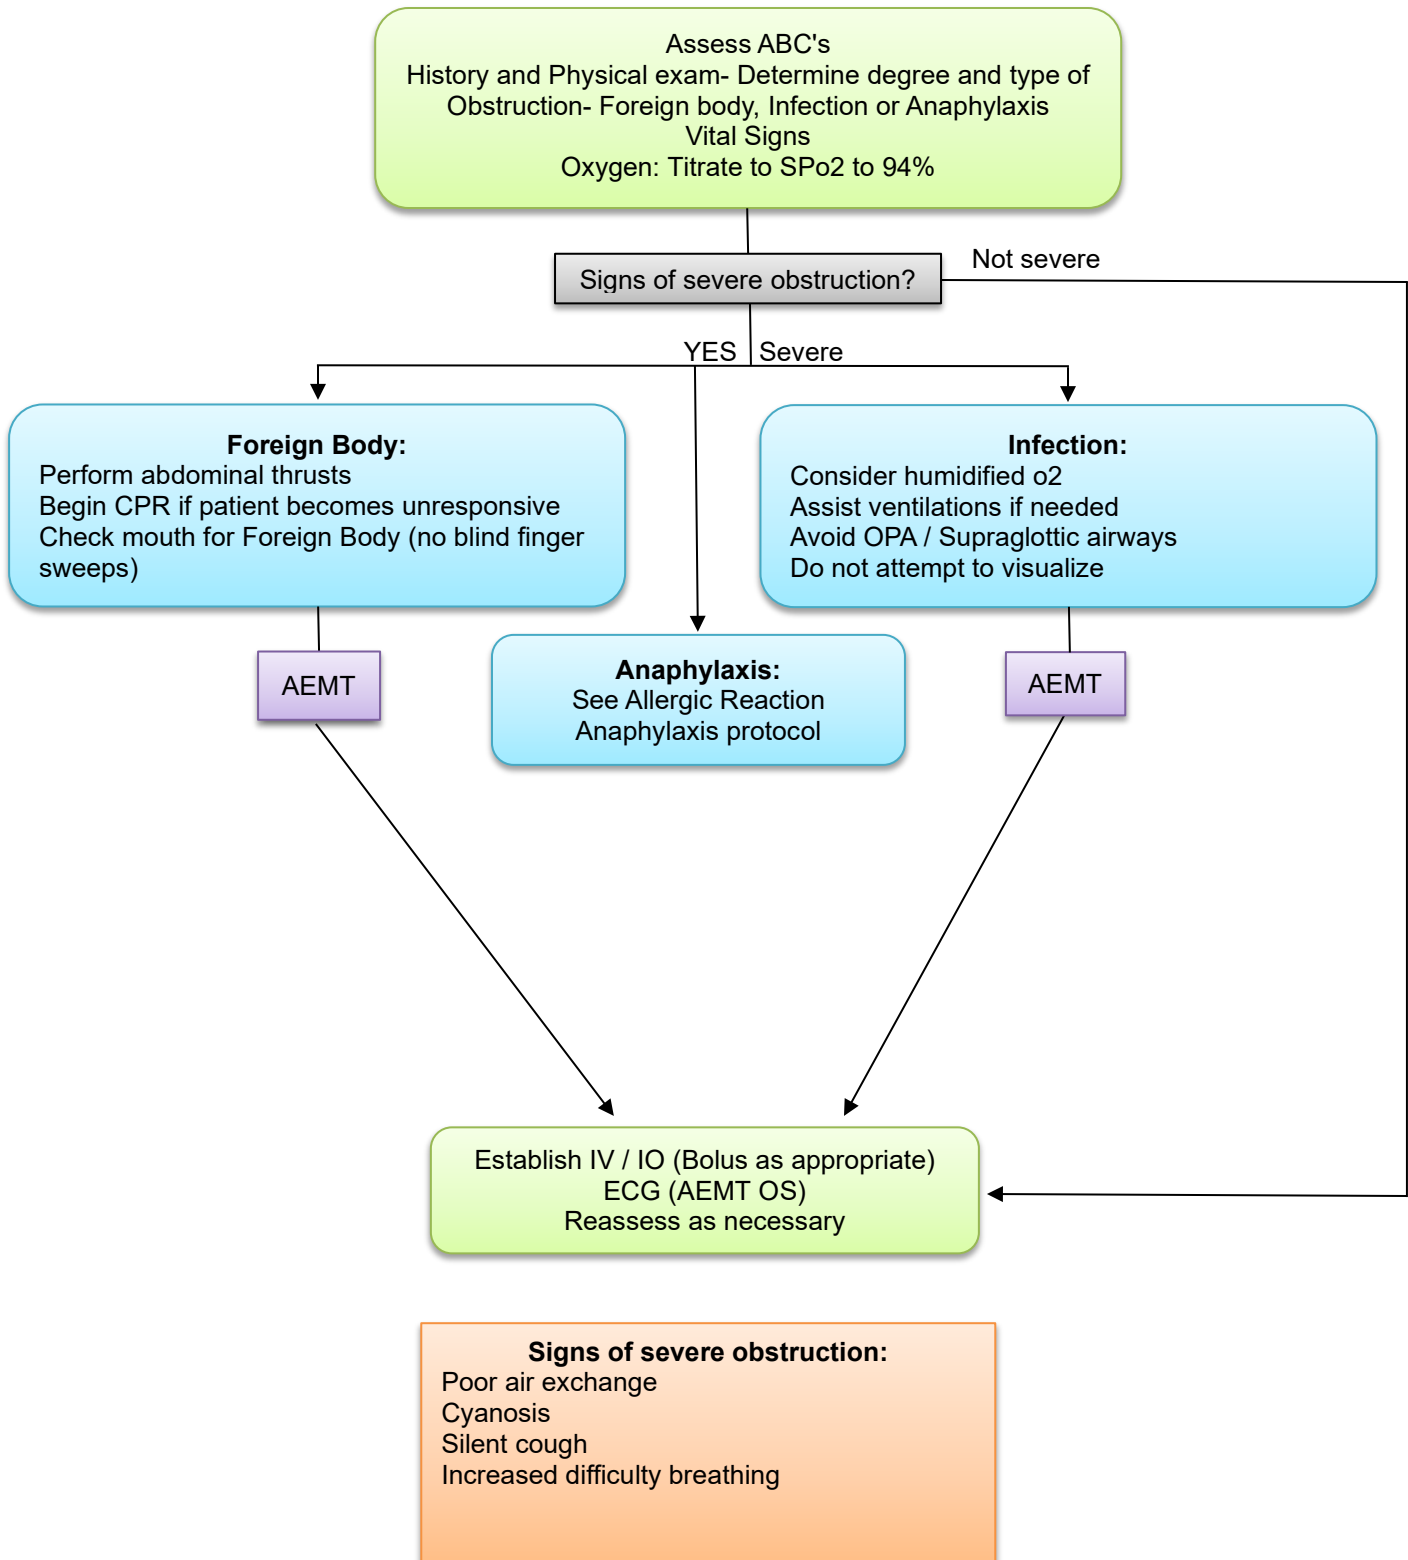 Assess ABC's
History and Physical exam- Determine degree and type of
Obstruction- Foreign body, Infection or Anaphylaxis
Vital Signs
Oxygen: Titrate to SPo2 to 94%
Signs of severe obstruction?
Not severe
YES
Severe
Foreign Body:
Perform abdominal thrusts
Begin CPR if patient becomes unresponsive
Check mouth for Foreign Body (no blind finger
sweeps)
Infection:
Consider humidified o2
Assist ventilations if needed
Avoid OPA / Supraglottic airways
Do not attempt to visualize
AEMT
Anaphylaxis:
See Allergic Reaction
Anaphylaxis protocol
AEMT
Establish IV / IO (Bolus as appropriate)
ECG (AEMT OS)
Reassess as necessary
Signs of severe obstruction:
Poor air exchange
Cyanosis
Silent cough
Increased difficulty breathing